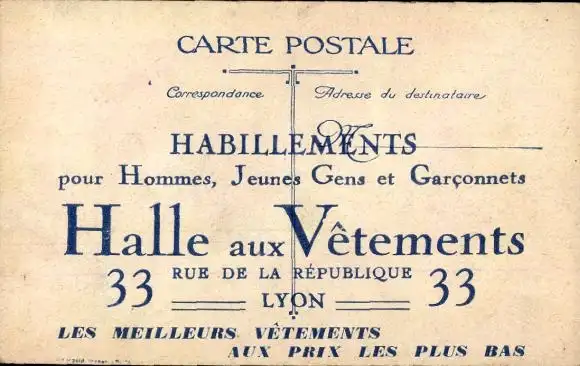 CARTE POSTALE
Correspondance Adresse du destinataire
M
HABILLEMENTS
pour Hommes, Jeunes Gens et Garçonnets
Halle aux Vêtements
33 RUE DE LA RÉPUBLIQUE 33
LYON
LES MEILLEURS VÊTEMENTS
AUX PRIX LES PLUS BAS